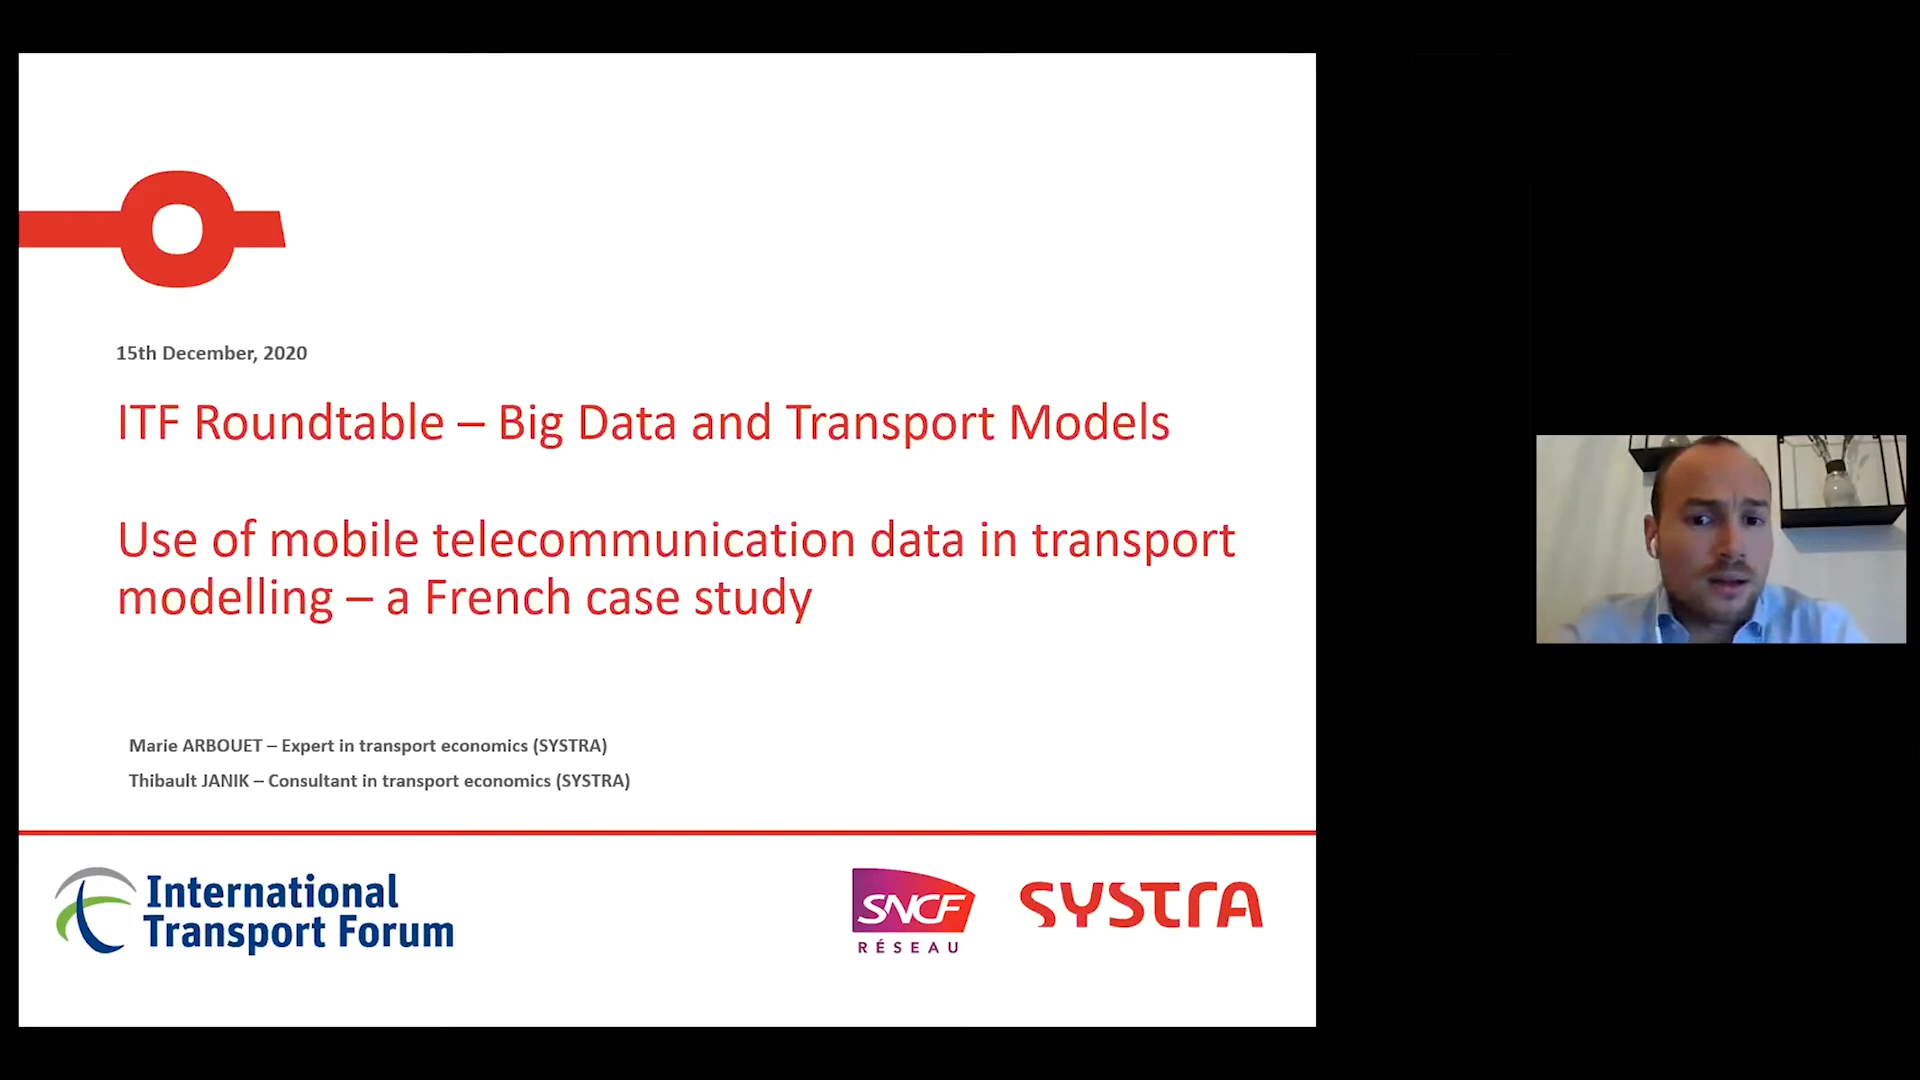 15th December, 2020
ITF Roundtable – Big Data and Transport Models
Use of mobile telecommunication data in transport
modelling – a French case study
Marie ARBOUET – Expert in transport economics (SYSTRA)
Thibault JANIK – Consultant in transport economics (SYSTRA)
International
Transport Forum
SNCF
RÉSEAU
SYSTRA